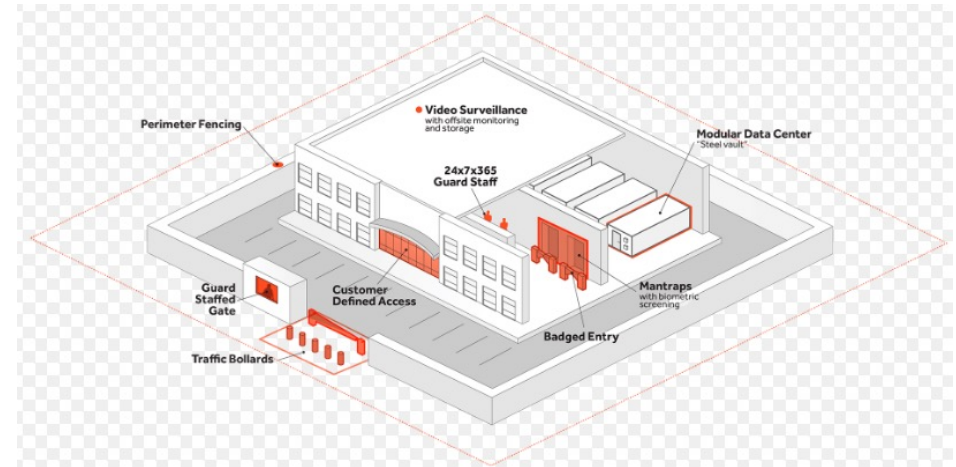 Video Surveillance
with offsite monitoring
and storage
Perimeter Fencing
Modular Data Center
"Steel vault"
24x7x365
Guard Staff
Guard
Staffed
Gate
Customer
Defined Access
Mantraps
with biometric
screening
Badged Entry
Traffic Bollards